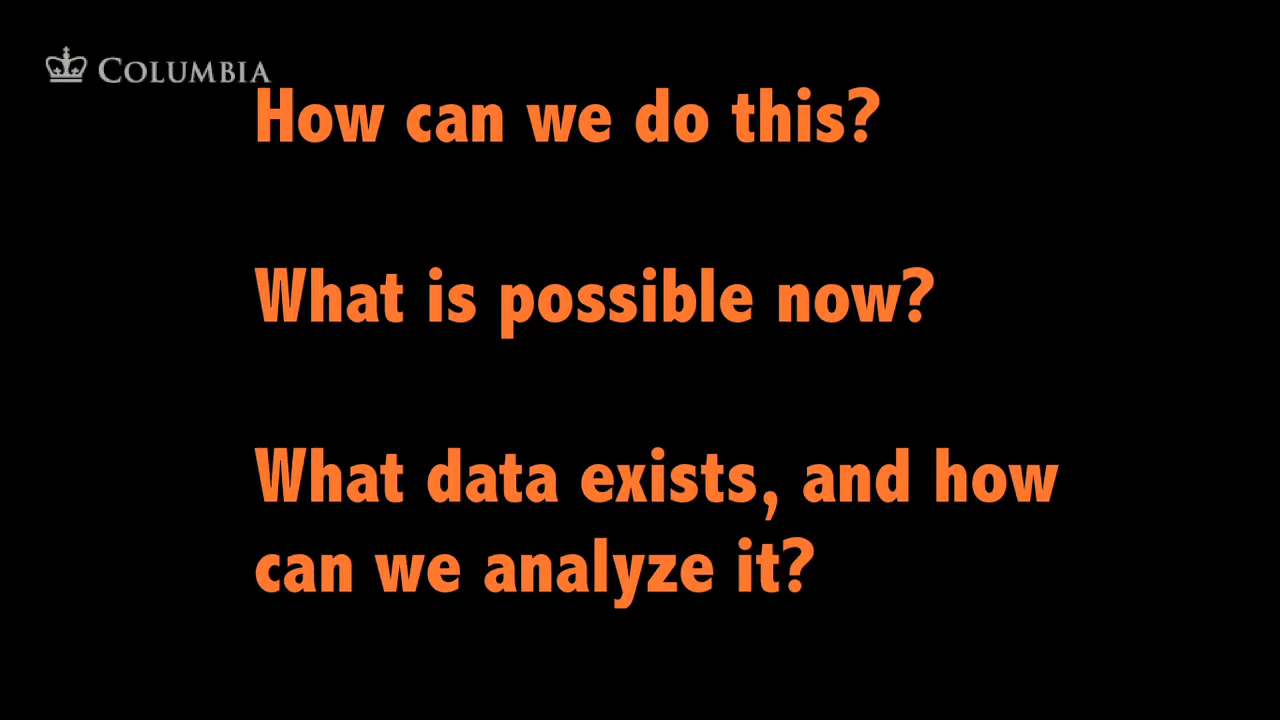 COLUMBIA
How can we do this?
What is possible now?
What data exists, and how
can we analyze it?